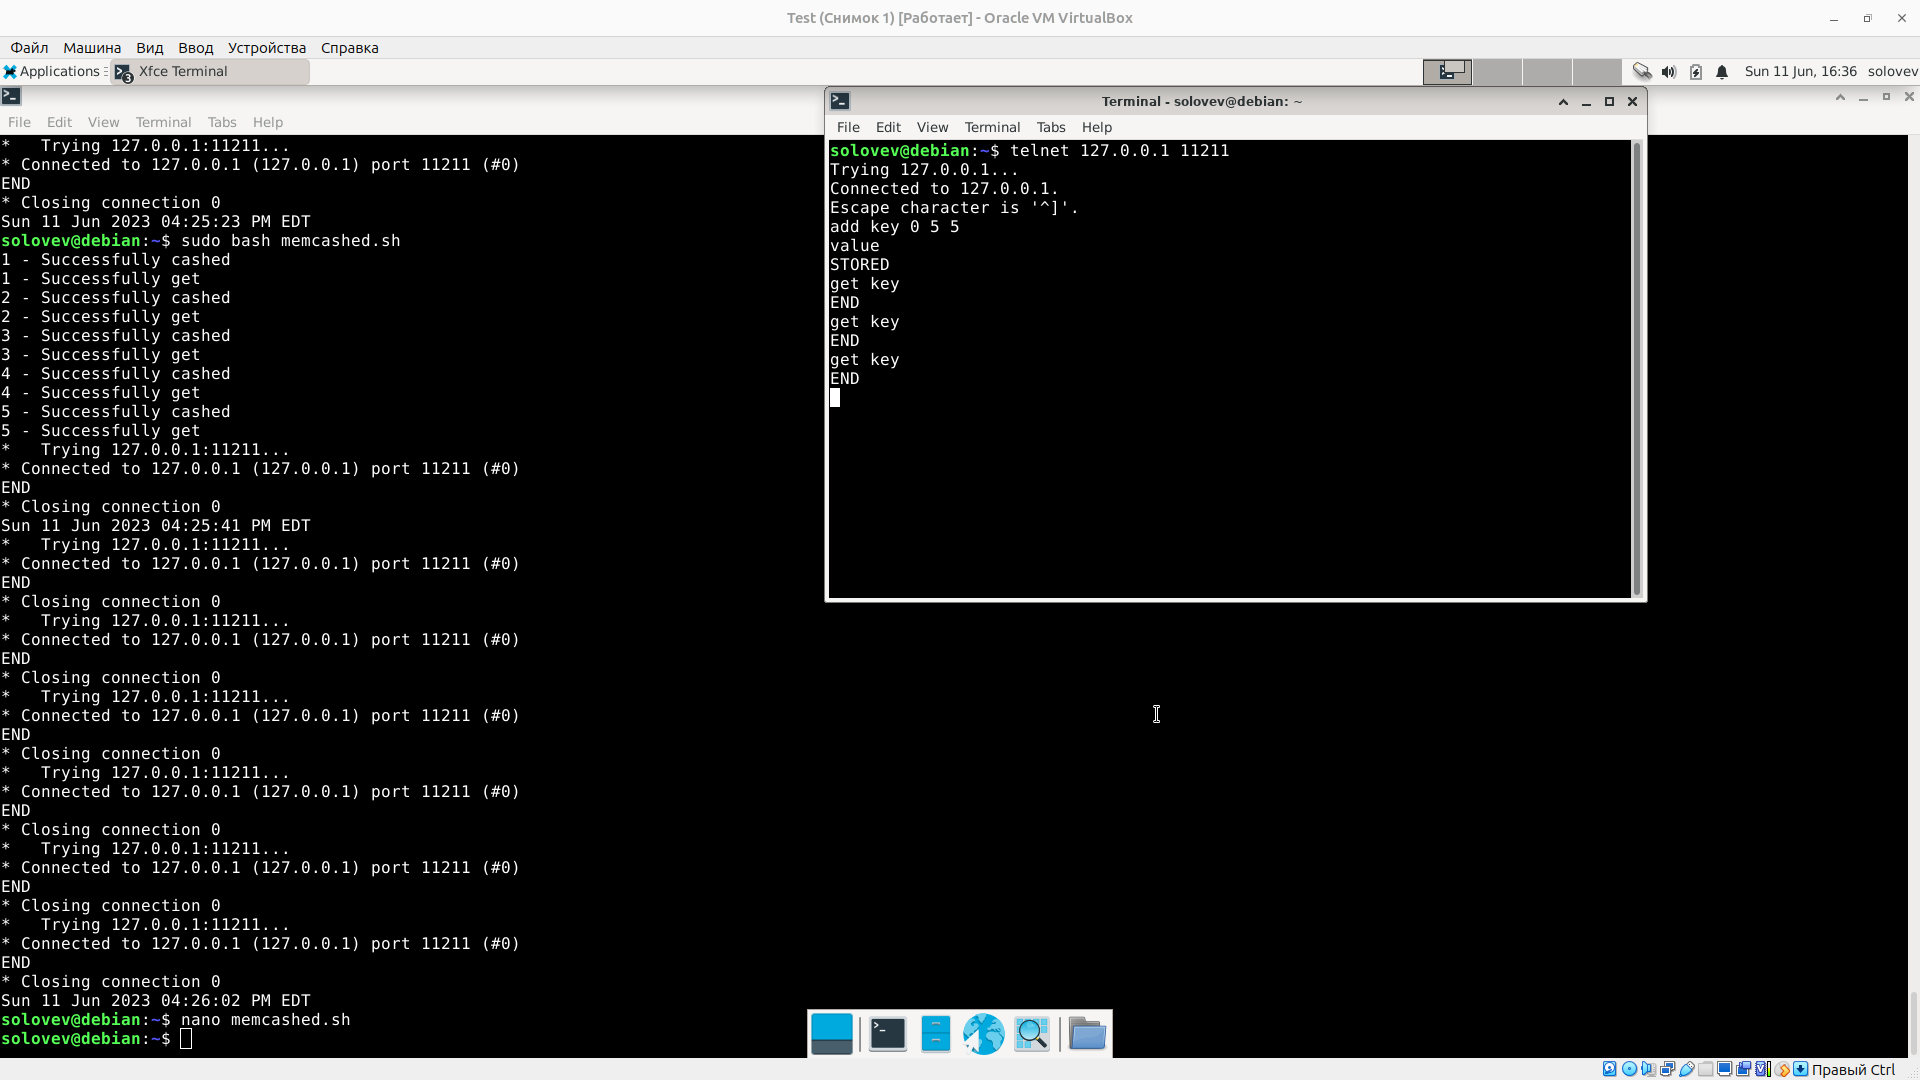 Test (Снимок 1) [Работает] - Oracle VM VirtualBox
Файл Машина Вид Ввод Устройства Справка
Applications Xfce Terminal Sun 11 Jun, 16:36 solovev
3
File Edit View Terminal Tabs Help
*   Trying 127.0.0.1:11211...
* Connected to 127.0.0.1 (127.0.0.1) port 11211 (#0)
END
* Closing connection 0
Sun 11 Jun 2023 04:25:23 PM EDT
solovev@debian:~$ sudo bash memcashed.sh
1 - Successfully cashed
1 - Successfully get
2 - Successfully cashed
2 - Successfully get
3 - Successfully cashed
3 - Successfully get
4 - Successfully cashed
4 - Successfully get
5 - Successfully cashed
5 - Successfully get
*   Trying 127.0.0.1:11211...
* Connected to 127.0.0.1 (127.0.0.1) port 11211 (#0)
END
* Closing connection 0
Sun 11 Jun 2023 04:25:41 PM EDT
*   Trying 127.0.0.1:11211...
* Connected to 127.0.0.1 (127.0.0.1) port 11211 (#0)
END
* Closing connection 0
*   Trying 127.0.0.1:11211...
* Connected to 127.0.0.1 (127.0.0.1) port 11211 (#0)
END
* Closing connection 0
*   Trying 127.0.0.1:11211...
* Connected to 127.0.0.1 (127.0.0.1) port 11211 (#0)
END
* Closing connection 0
*   Trying 127.0.0.1:11211...
* Connected to 127.0.0.1 (127.0.0.1) port 11211 (#0)
END
* Closing connection 0
*   Trying 127.0.0.1:11211...
* Connected to 127.0.0.1 (127.0.0.1) port 11211 (#0)
END
* Closing connection 0
*   Trying 127.0.0.1:11211...
* Connected to 127.0.0.1 (127.0.0.1) port 11211 (#0)
END
* Closing connection 0
Sun 11 Jun 2023 04:26:02 PM EDT
solovev@debian:~$ nano memcashed.sh
solovev@debian:~$
Terminal - solovev@debian: ~
File Edit View Terminal Tabs Help
solovev@debian:~$ telnet 127.0.0.1 11211
Trying 127.0.0.1...
Connected to 127.0.0.1.
Escape character is '^]'.
add key 0 5 5
value
STORED
get key
END
get key
END
get key
END
Правый Ctrl